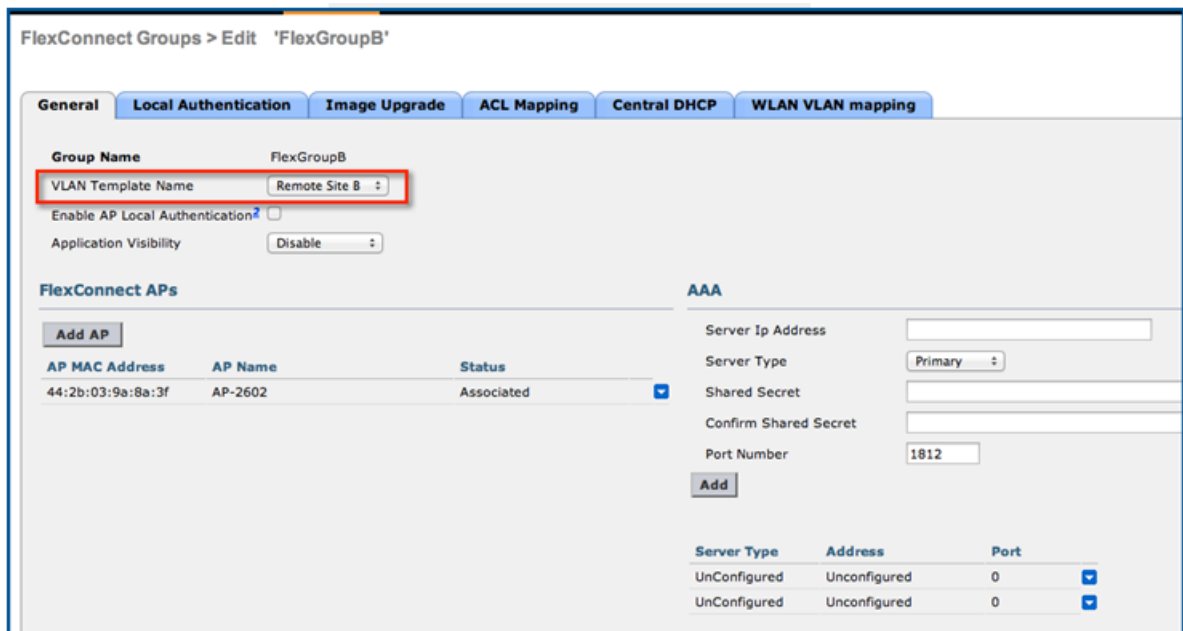 FlexConnect Groups > Edit 'FlexGroupB'
General Local Authentication Image Upgrade ACL Mapping Central DHCP WLAN VLAN mapping
Group Name FlexGroupB
VLAN Template Name Remote Site B
Enable AP Local Authentication2
Application Visibility Disable
FlexConnect APs
Add AP
AP MAC Address AP Name Status
44:2b:03:9a:8a:3f AP-2602 Associated
AAA
Server Ip Address
Server Type Primary
Shared Secret
Confirm Shared Secret
Port Number 1812
Add
Server Type Address Port
UnConfigured Unconfigured 0
UnConfigured Unconfigured 0